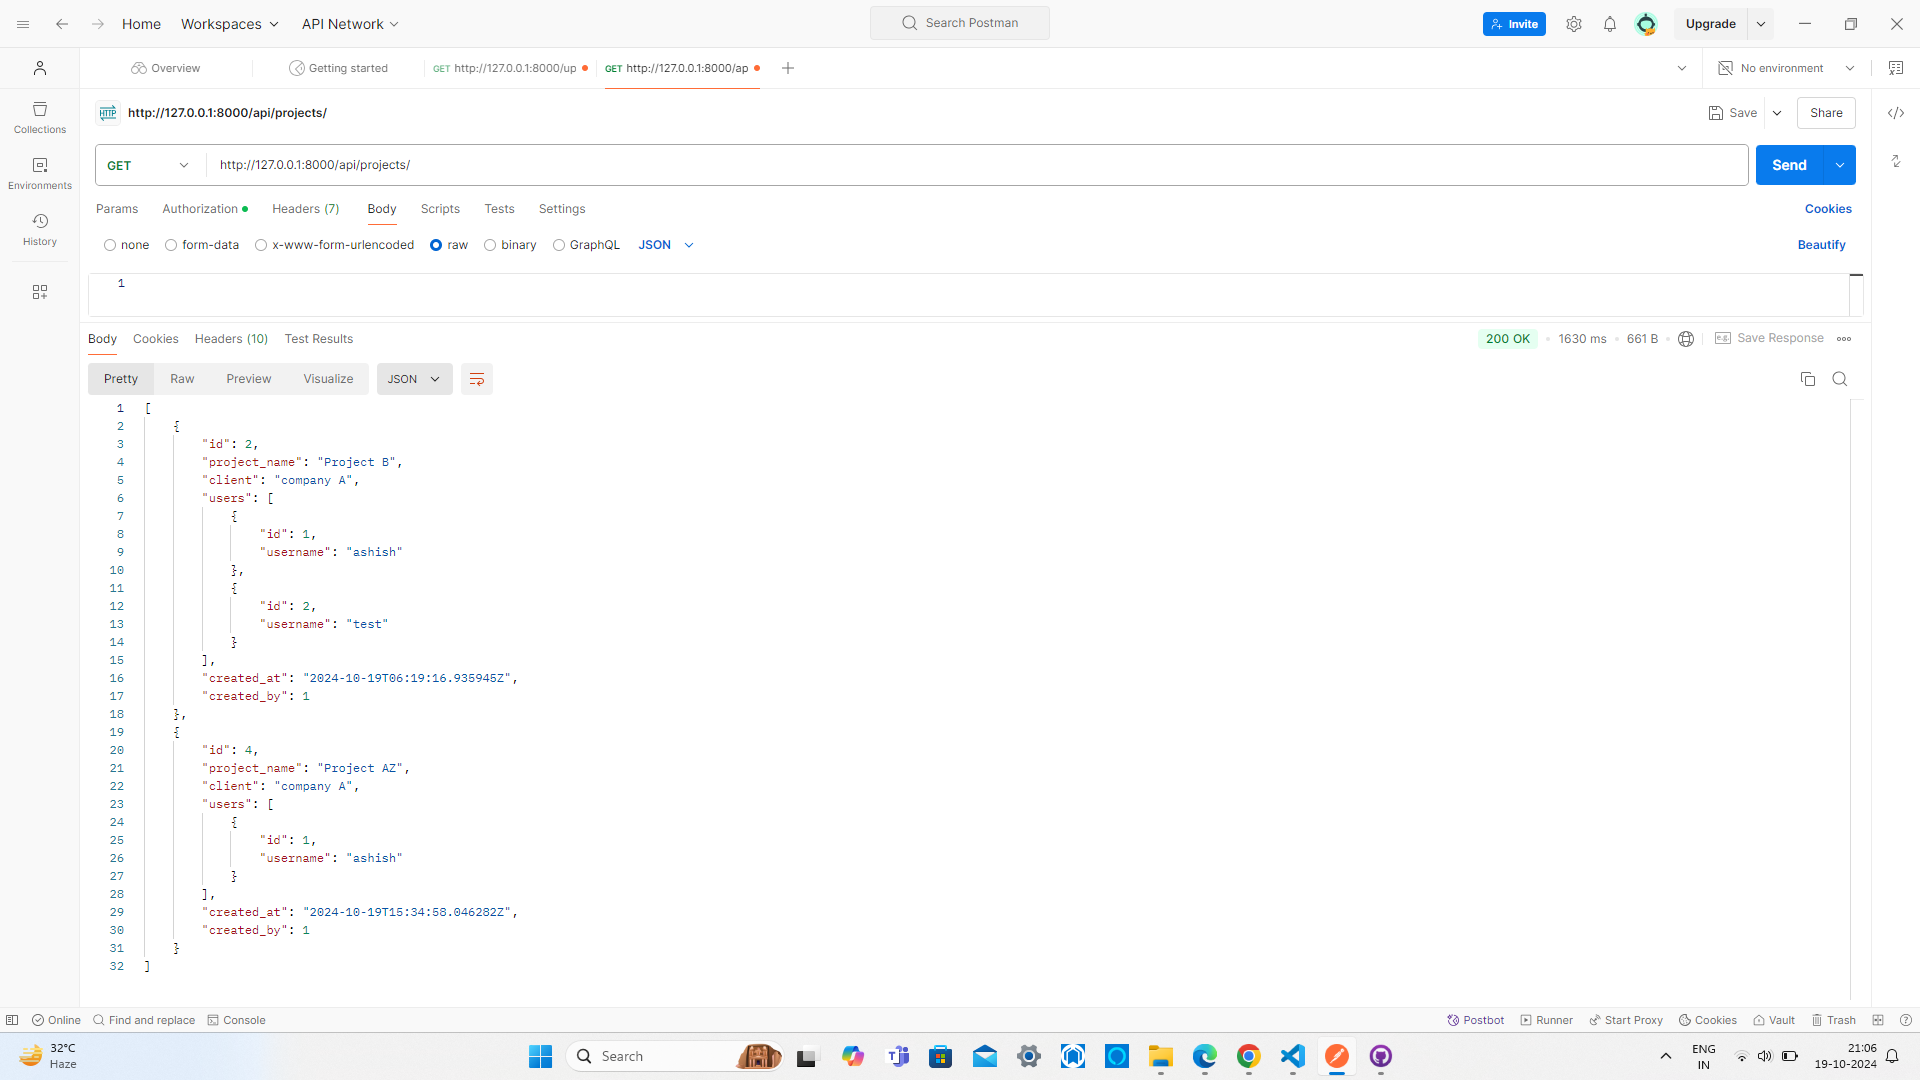 Home Workspaces API Network Search Postman Invite Upgrade
Overview Getting started GET http://127.0.0.1:8000/up GET http://127.0.0.1:8000/ap No environment
HTTP http://127.0.0.1:8000/api/projects/ Save Share
GET http://127.0.0.1:8000/api/projects/ Send
Params Authorization Headers (7) Body Scripts Tests Settings Cookies
none form-data x-www-form-urlencoded raw binary GraphQL JSON Beautify
1
Collections
Environments
History
Body Cookies Headers (10) Test Results 200 OK 1630 ms 661 B e.g. Save Response
Pretty Raw Preview Visualize JSON
1 [
2 {
3 "id": 2,
4 "project_name": "Project B",
5 "client": "company A",
6 "users": [
7 {
8 "id": 1,
9 "username": "ashish"
10 },
11 {
12 "id": 2,
13 "username": "test"
14 }
15 ],
16 "created_at": "2024-10-19T06:19:16.935945Z",
17 "created_by": 1
18 },
19 {
20 "id": 4,
21 "project_name": "Project AZ",
22 "client": "company A",
23 "users": [
24 {
25 "id": 1,
26 "username": "ashish"
27 }
28 ],
29 "created_at": "2024-10-19T15:34:58.046282Z",
30 "created_by": 1
31 }
32 ]
Online Find and replace Console Postbot Runner Start Proxy Cookies Vault Trash
32°C
Haze
Search
ENG
IN
21:06
19-10-2024